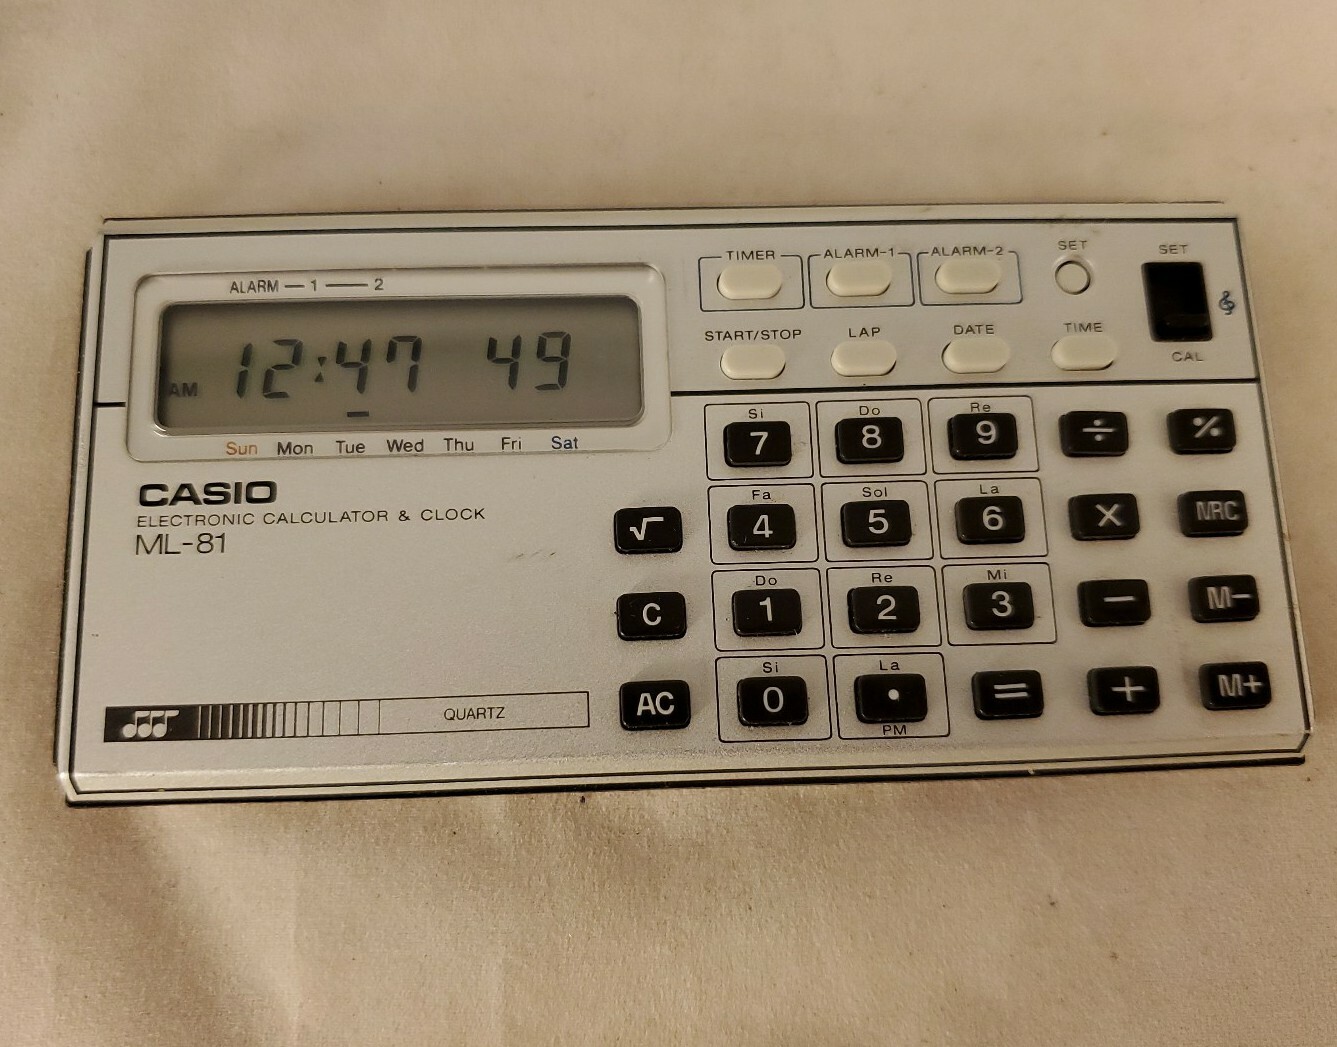 ALARM — 1 — 2
AM 12:47 49
Sun Mon Tue Wed Thu Fri Sat
CASIO
ELECTRONIC CALCULATOR & CLOCK
ML-81
QUARTZ
TIMER ALARM-1 ALARM-2 SET SET
START/STOP LAP DATE TIME CAL
Si Do Re
7 8 9 ÷ %
Fa Sol La
√ 4 5 6 × MRC
Do Re Mi
C 1 2 3 − M−
Si La
AC 0 • = + M+
PM